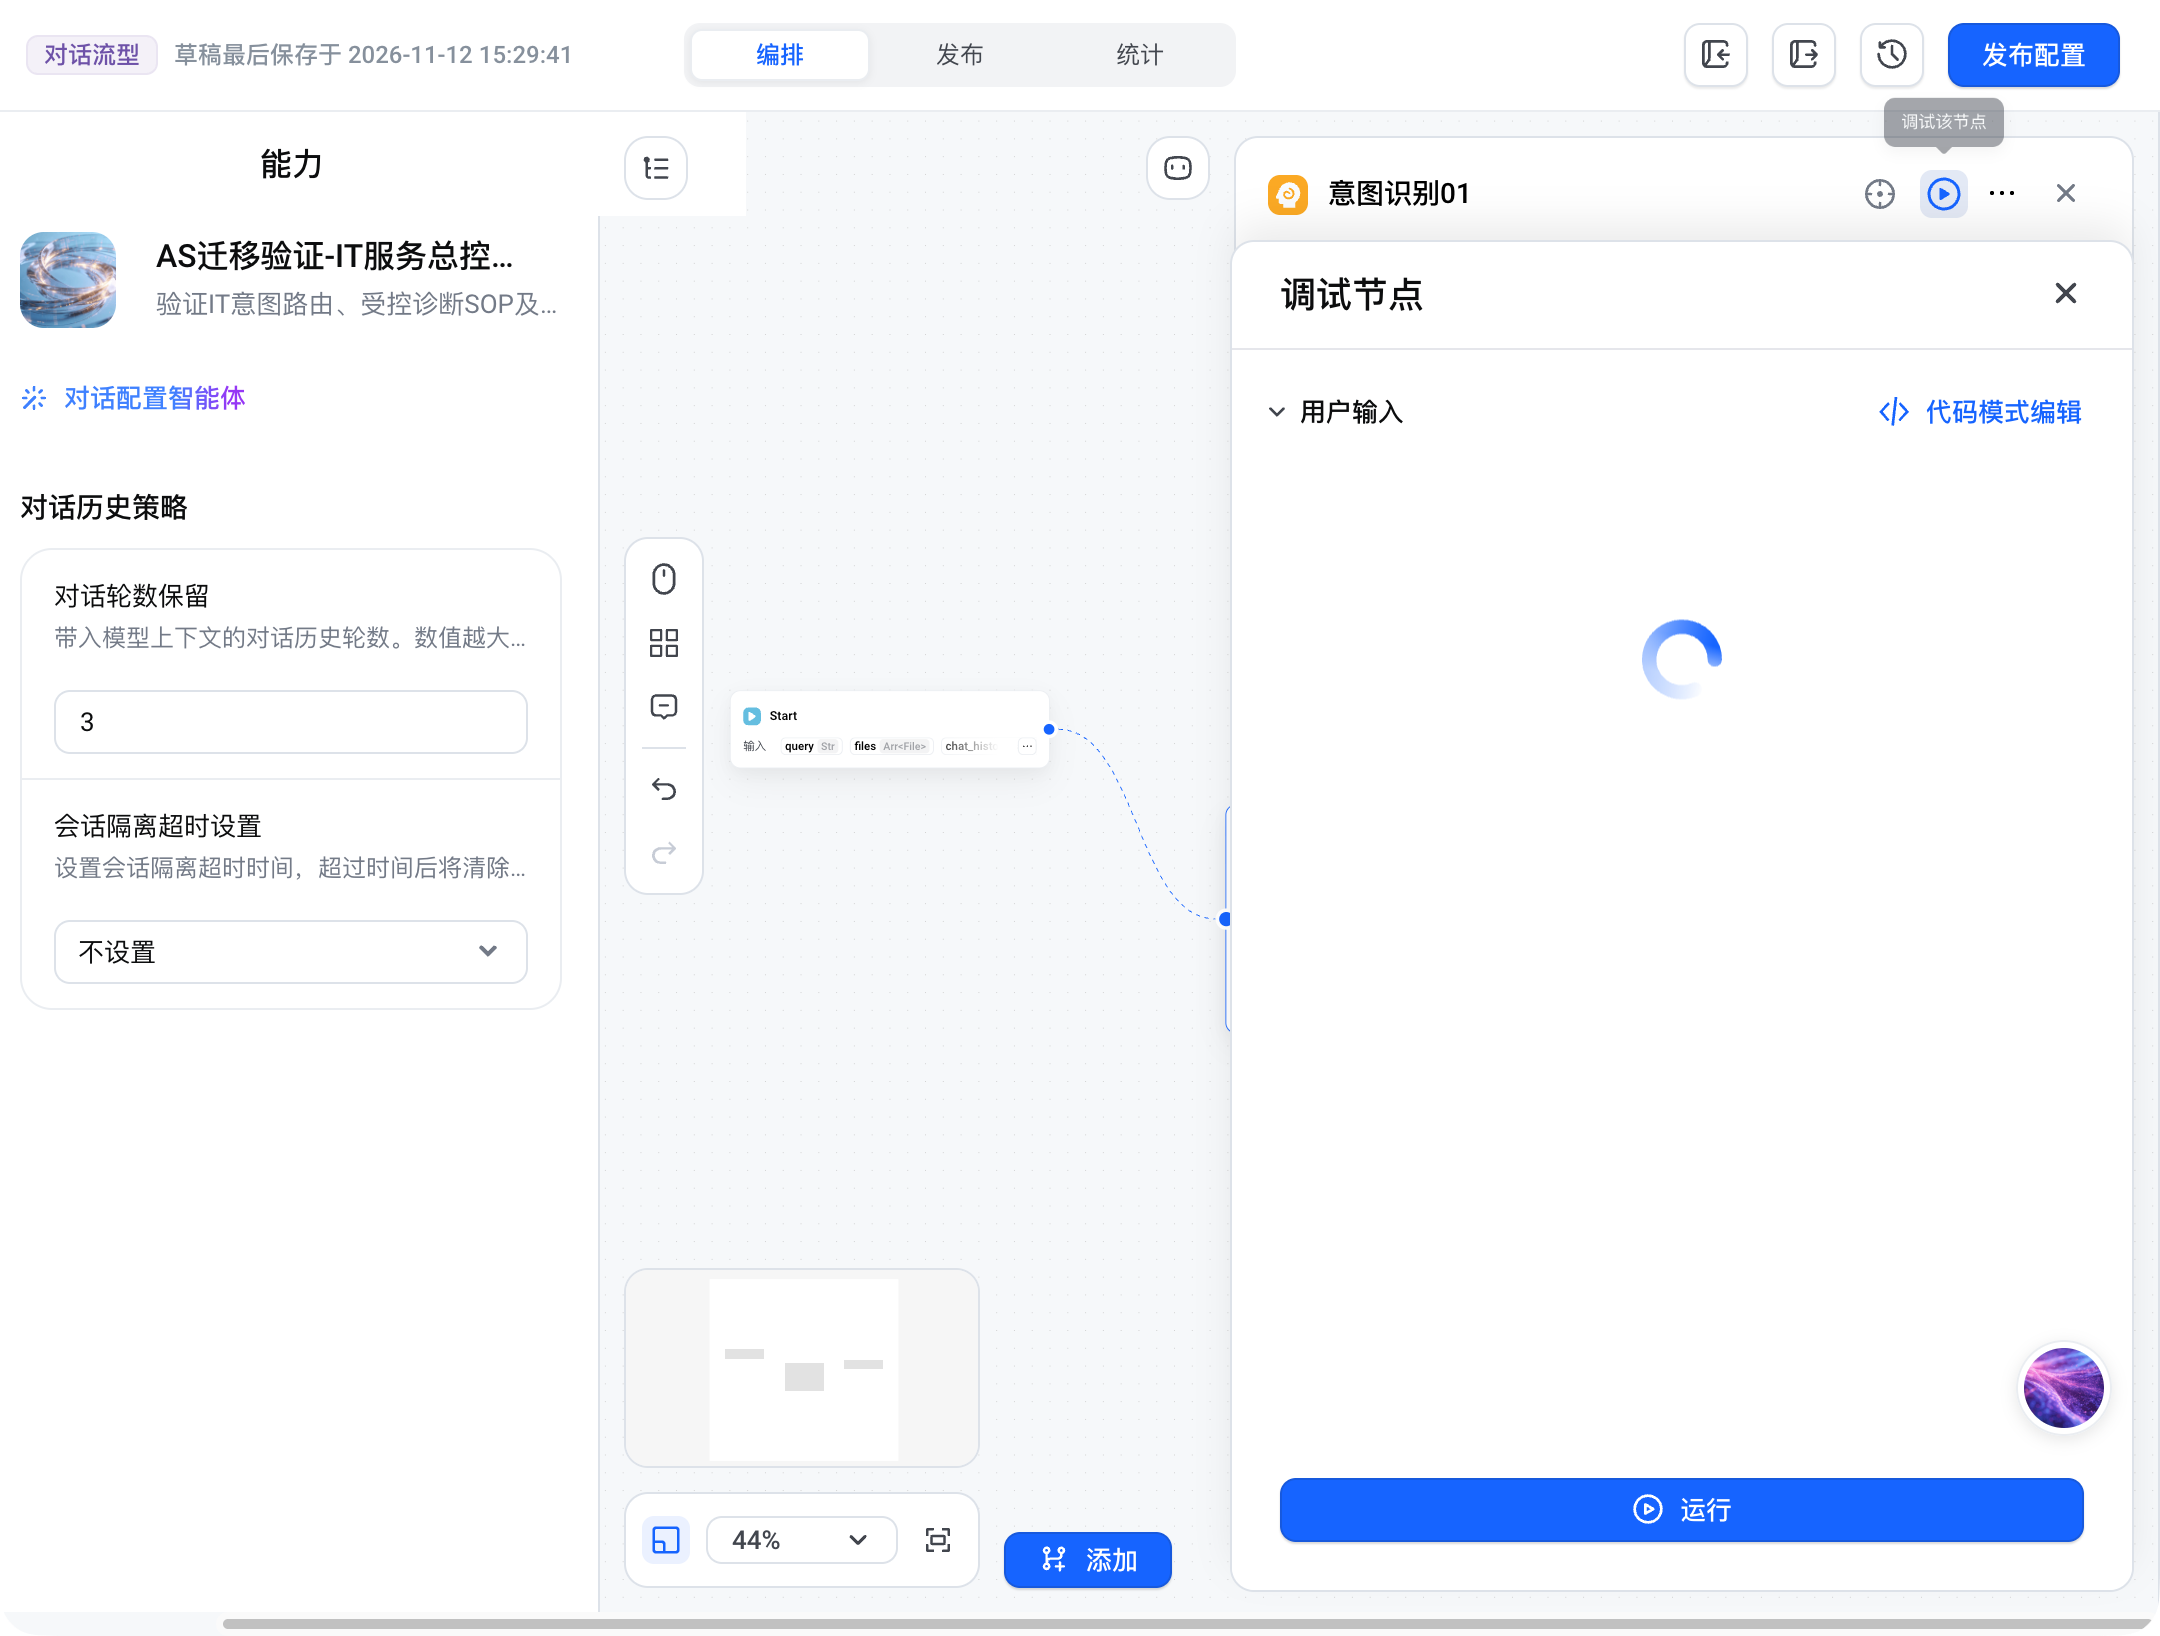 对话流型
草稿最后保存于 2026-11-12 15:29:41
编排
发布
统计
发布配置
调试该节点
能力
AS迁移验证-IT服务总控...
验证IT意图路由、受控诊断SOP及...
对话配置智能体
对话历史策略
对话轮数保留
带入模型上下文的对话历史轮数。数值越大...
3
会话隔离超时设置
设置会话隔离超时时间，超过时间后将清除...
不设置
Start
输入 query Str files Arr<File> chat_histo ...
44%
添加
意图识别01
调试节点
用户输入
代码模式编辑
运行